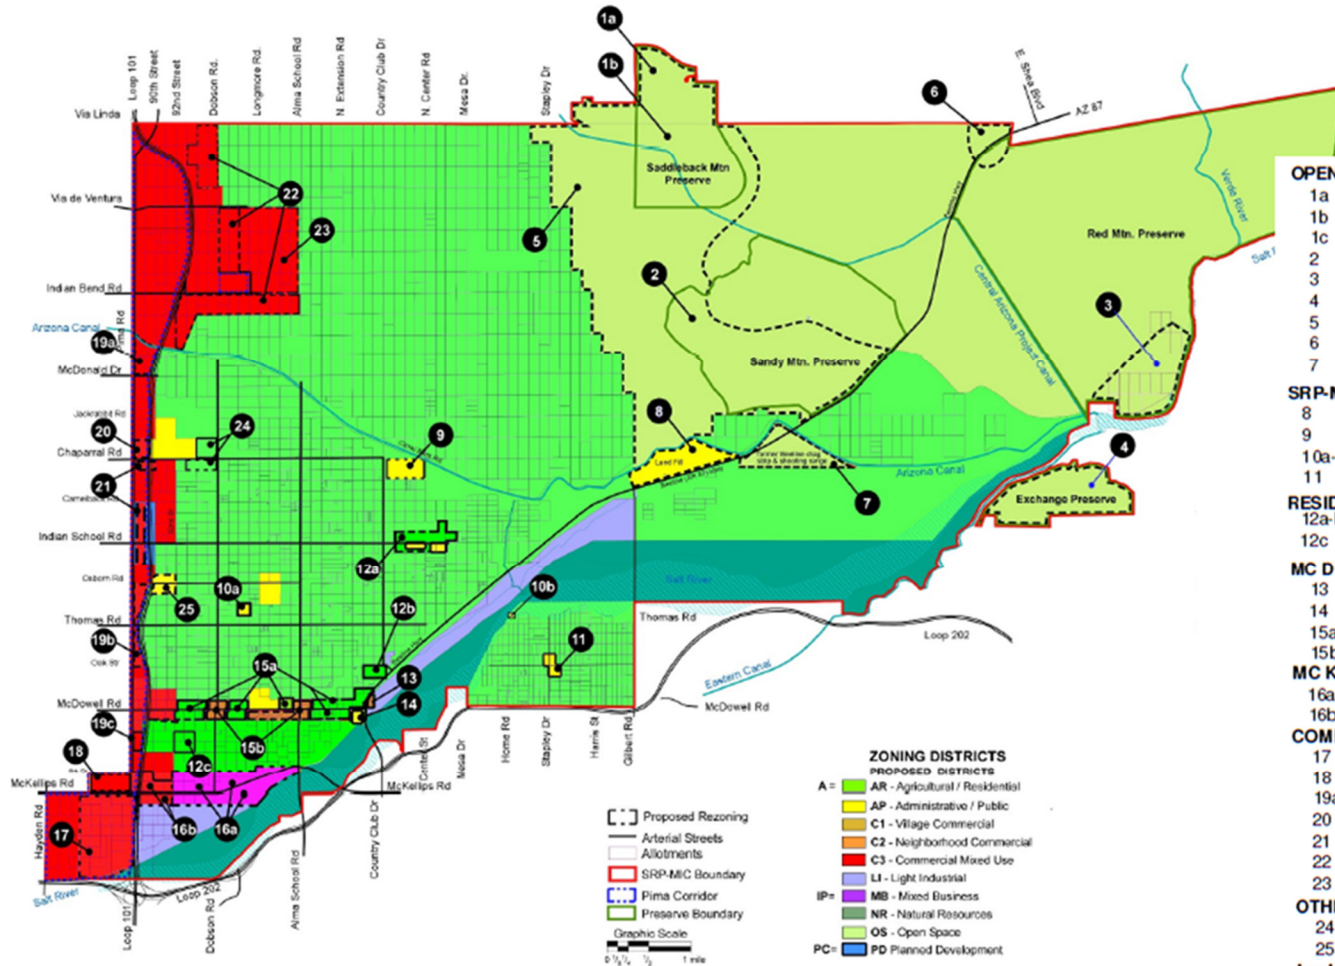 1a
1b
6
E. Shea Blvd
AZ 87
Loop 101
90th Street
92nd Street
Dobson Rd.
Longmore Rd.
Alma School Rd
N. Extension Rd
Country Club Dr
N. Center Rd
Mesa Dr.
Stapley Dr
Via Linda
Saddleback Mtn
Preserve
Verde River
22
Via de Ventura
23
5
Red Mtn. Preserve
2
Central Arizona Project Canal
3
Indian Bend Rd
Pima Rd
Arizona Canal
19a
McDonald Dr
Sandy Mtn. Preserve
Jackrabbit Rd
20
24
9
8
4
Chaparral Rd
Land Fill
Arizona Canal
21
Camelback Rd
7
Exchange Preserve
Indian School Rd
12a
Osborn Rd
10a
25
10b
Salt River
12b
Thomas Rd
Thomas Rd
Loop 202
19b
Oak Str
11
15a
13
Eastern Canal
McDowell Rd
14
McDowell Rd
19c
15b
12c
18
McKellips Rd
McKellips Rd
Center St
Mesa Dr
Home Rd
Stapley Dr
Harris St
Gilbert Rd
16b
16a
17
Hayden Rd
Salt River
Loop 202
Loop 101
Dobson Rd
Alma School Rd
Country Club Dr
Proposed Rezoning
Arterial Streets
Allotments
SRP-MIC Boundary
Pima Corridor
Preserve Boundary
Graphic Scale
1 mile
ZONING DISTRICTS
PROPOSED DISTRICTS
A = AR - Agricultural / Residential
AP - Administrative / Public
C1 - Village Commercial
C2 - Neighborhood Commercial
C3 - Commercial Mixed Use
LI - Light Industrial
IP= MB - Mixed Business
NR - Natural Resources
OS - Open Space
PC= PD Planned Development
OPEN
1a
1b
1c
2
3
4
5
6
7
SRP-M
8
9
10a-
11
RESID
12a-
12c
MC D
13
14
15a
15b
MC K
16a
16b
COM
17
18
19a
20
21
22
23
OTH
24
25